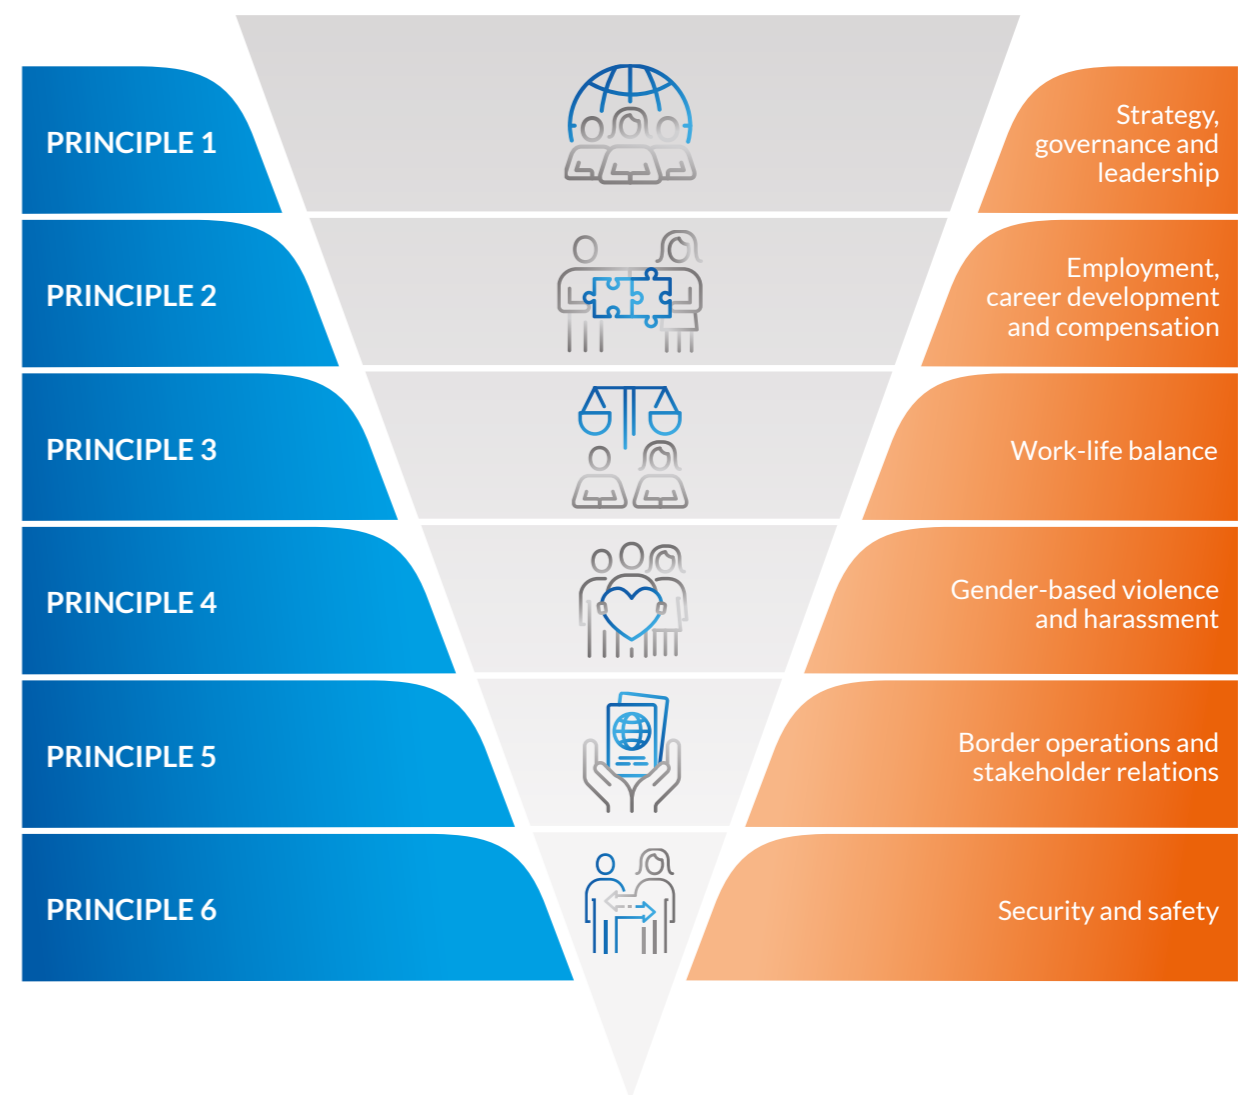 PRINCIPLE 1
Strategy,
governance and
leadership
PRINCIPLE 2
Employment,
career development
and compensation
PRINCIPLE 3
Work-life balance
PRINCIPLE 4
Gender-based violence
and harassment
PRINCIPLE 5
Border operations and
stakeholder relations
PRINCIPLE 6
Security and safety